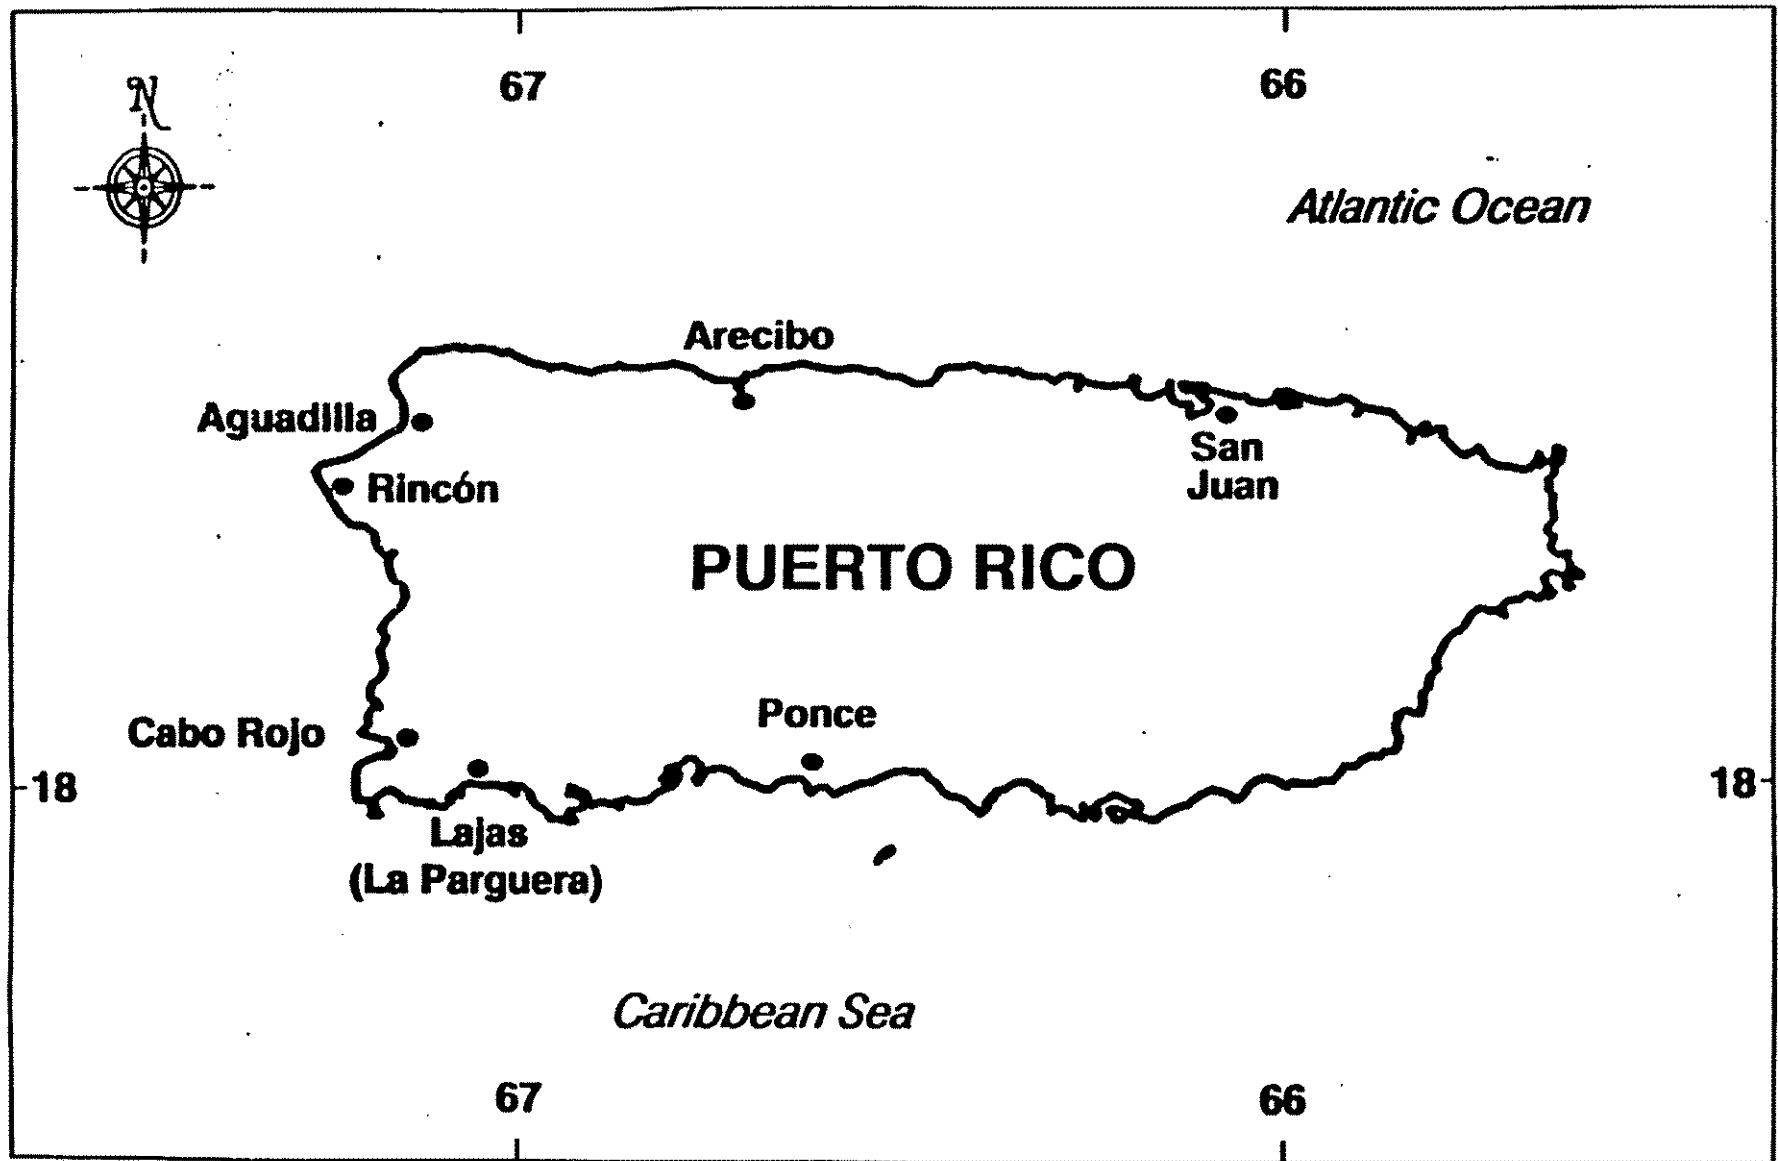 67
66
N
Atlantic Ocean
Arecibo
Aguadilla
San
Juan
Rincón
PUERTO RICO
Ponce
Cabo Rojo
18
18
Lajas
(La Parguera)
Caribbean Sea
67
66